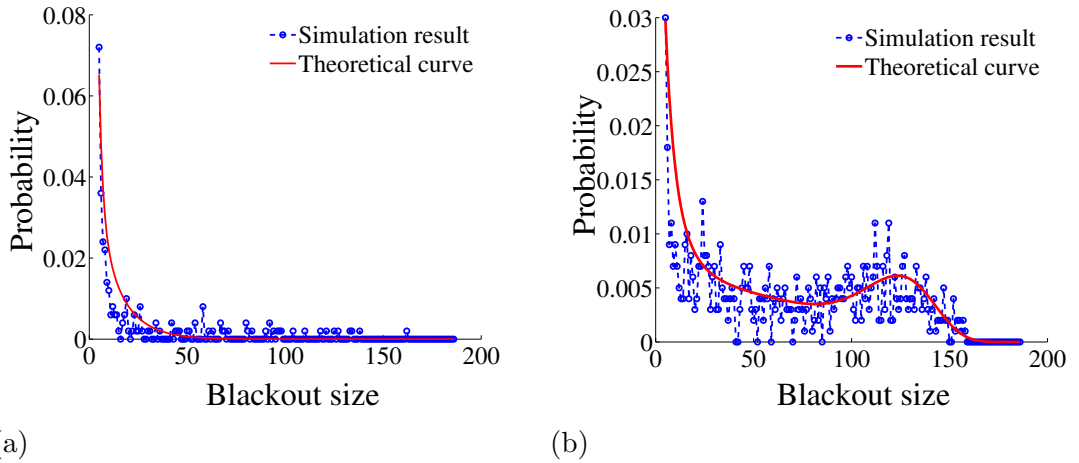 0.08
0.06
0.04
0.02
0
0
50
100
150
200
Probability
Blackout size
Simulation result
Theoretical curve
(a)
0.03
0.025
0.02
0.015
0.01
0.005
0
0
50
100
150
200
Probability
Blackout size
Simulation result
Theoretical curve
(b)